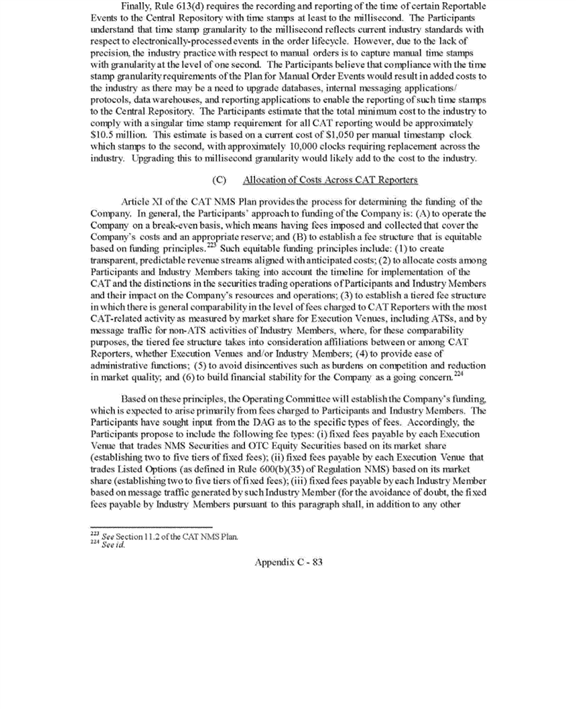 Finally, Rule 613(d) requires the recording and reporting of the time of certain Reportable
Events to the Central Repository with time stamps at least to the millisecond. The Participants
understand that time stamp granularity to the millisecond reflects current industry standards with
respect to electronically-processed events in the order lifecycle. However, due to the lack of
precision, the industry practice with respect to manual orders is to capture manual time stamps
with granularity at the level of one second. The Participants believe that compliance with the time
stamp granularity requirements of the Plan for Manual Order Events would result in added costs to
the industry as there may be a need to upgrade databases, internal messaging applications/
protocols, data warehouses, and reporting applications to enable the reporting of such time stamps
to the Central Repository. The Participants estimate that the total minimum cost to the industry to
comply with a singular time stamp requirement for all CAT reporting would be approximately
$10.5 million. This estimate is based on a current cost of $1,050 per manual timestamp clock
which stamps to the second, with approximately 10,000 clocks requiring replacement across the
industry. Upgrading this to millisecond granularity would likely add to the cost to the industry.
(C) Allocation of Costs Across CAT Reporters
Article XI of the CAT NMS Plan provides the process for determining the funding of the
Company. In general, the Participants' approach to funding of the Company is: (A) to operate the
Company on a break-even basis, which means having fees imposed and collected that cover the
Company's costs and an appropriate reserve; and (B) to establish a fee structure that is equitable
based on funding principles.223 Such equitable funding principles include: (1) to create
transparent, predictable revenue streams aligned with anticipated costs; (2) to allocate costs among
Participants and Industry Members taking into account the timeline for implementation of the
CAT and the distinctions in the securities trading operations of Participants and Industry Members
and their impact on the Company's resources and operations; (3) to establish a tiered fee structure
in which there is general comparability in the level of fees charged to CAT Reporters with the most
CAT-related activity as measured by market share for Execution Venues, including ATSs, and by
message traffic for non-ATS activities of Industry Members, where, for these comparability
purposes, the tiered fee structure takes into consideration affiliations between or among CAT
Reporters, whether Execution Venues and/or Industry Members; (4) to provide ease of
administrative functions; (5) to avoid disincentives such as burdens on competition and reduction
in market quality; and (6) to build financial stability for the Company as a going concern.224
Based on these principles, the Operating Committee will establish the Company's funding,
which is expected to arise primarily from fees charged to Participants and Industry Members. The
Participants have sought input from the DAG as to the specific types of fees. Accordingly, the
Participants propose to include the following fee types: (i) fixed fees payable by each Execution
Venue that trades NMS Securities and OTC Equity Securities based on its market share
(establishing two to five tiers of fixed fees); (ii) fixed fees payable by each Execution Venue that
trades Listed Options (as defined in Rule 600(b)(35) of Regulation NMS) based on its market
share (establishing two to five tiers of fixed fees); (iii) fixed fees payable by each Industry Member
based on message traffic generated by such Industry Member (for the avoidance of doubt, the fixed
fees payable by Industry Members pursuant to this paragraph shall, in addition to any other
223 See Section 11.2 of the CAT NMS Plan.
224 See id.
Appendix C - 83